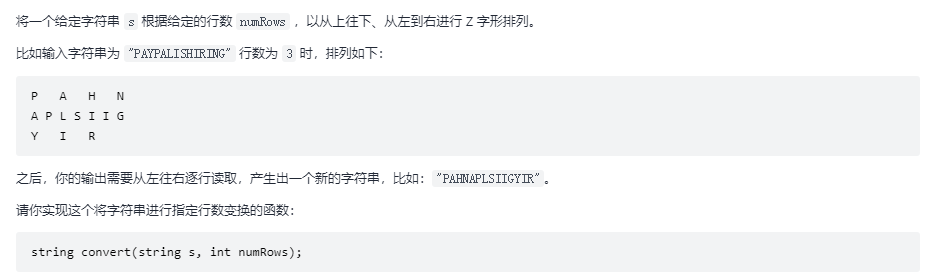 将一个给定字符串 s 根据给定的行数 numRows ，以从上往下、从左到右进行 Z 字形排列。
比如输入字符串为 "PAYPALISHIRING" 行数为 3 时，排列如下：
P   A   H   N
A P L S I I G
Y   I   R
之后，你的输出需要从左往右逐行读取，产生出一个新的字符串，比如："PAHNAPLSIIGYIR"。
请你实现这个将字符串进行指定行数变换的函数：
string convert(string s, int numRows);